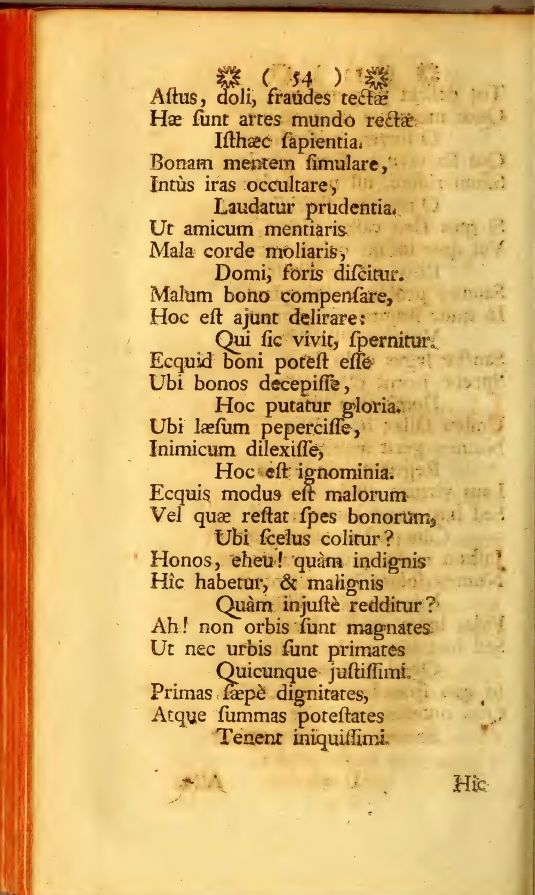 ( 54 )
Aſtus, doli, fraudes tectæ
Hæ ſunt artes mundo rectæ
Iſthæc ſapientia.
Bonam mentem ſimulare,
Intùs iras occultare,
Laudatur prudentia.
Ut amicum mentiaris
Mala corde moliaris,
Domi, foris diſcitur.
Malum bono compenſare,
Hoc eſt ajunt delirare:
Qui ſic vivit, ſpernitur.
Ecquid boni poteſt eſſe
Ubi bonos decepiſſe,
Hoc putatur gloria.
Ubi læſum peperciſſe,
Inimicum dilexiſſe,
Hoc eſt ignominia.
Ecquis modus eſt malorum
Vel quæ reſtat ſpes bonorum,
Ubi ſcelus colitur?
Honos, eheu! quàm indignis
Hîc habetur, & malignis
Quàm injuſtè redditur?
Ah! non orbis ſunt magnates
Ut nec urbis ſunt primates
Quicunque juſtiſſimi.
Primas ſæpè dignitates,
Atque ſummas poteſtates
Tenent iniquiſſimi.
Hîc